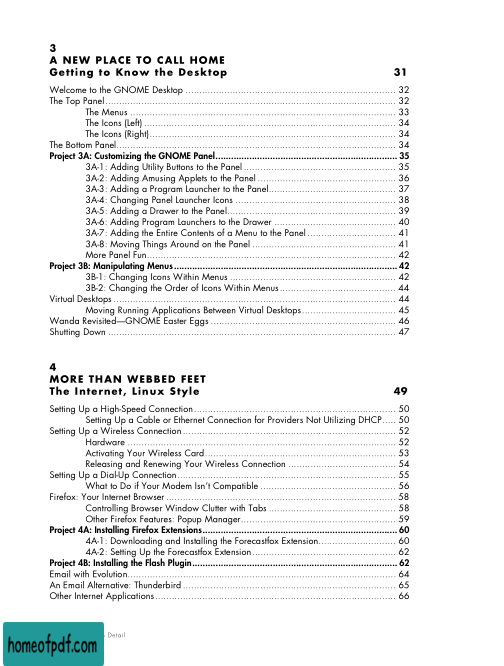 3
A NEW PLACE TO CALL HOME
Getting to Know the Desktop 31
Welcome to the GNOME Desktop ..... 32
The Top Panel ..... 32
The Menus ..... 33
The Icons (Left) ..... 34
The Icons (Right) ..... 34
The Bottom Panel ..... 34
Project 3A: Customizing the GNOME Panel ..... 35
3A-1: Adding Utility Buttons to the Panel ..... 35
3A-2: Adding Amusing Applets to the Panel ..... 36
3A-3: Adding a Program Launcher to the Panel ..... 37
3A-4: Changing Panel Launcher Icons ..... 38
3A-5: Adding a Drawer to the Panel ..... 39
3A-6: Adding Program Launchers to the Drawer ..... 40
3A-7: Adding the Entire Contents of a Menu to the Panel ..... 41
3A-8: Moving Things Around on the Panel ..... 41
More Panel Fun ..... 42
Project 3B: Manipulating Menus ..... 42
3B-1: Changing Icons Within Menus ..... 42
3B-2: Changing the Order of Icons Within Menus ..... 44
Virtual Desktops ..... 44
Moving Running Applications Between Virtual Desktops ..... 45
Wanda Revisited—GNOME Easter Eggs ..... 46
Shutting Down ..... 47
4
MORE THAN WEBBED FEET
The Internet, Linux Style 49
Setting Up a High-Speed Connection ..... 50
Setting Up a Cable or Ethernet Connection for Providers Not Utilizing DHCP ..... 50
Setting Up a Wireless Connection ..... 52
Hardware ..... 52
Activating Your Wireless Card ..... 53
Releasing and Renewing Your Wireless Connection ..... 54
Setting Up a Dial-Up Connection ..... 55
What to Do if Your Modem Isn't Compatible ..... 56
Firefox: Your Internet Browser ..... 58
Controlling Browser Window Clutter with Tabs ..... 58
Other Firefox Features: Popup Manager ..... 59
Project 4A: Installing Firefox Extensions ..... 60
4A-1: Downloading and Installing the Forecastfox Extension ..... 60
4A-2: Setting Up the Forecastfox Extension ..... 62
Project 4B: Installing the Flash Plugin ..... 62
Email with Evolution ..... 64
An Email Alternative: Thunderbird ..... 65
Other Internet Applications ..... 66
Detail
homeofpdf.com